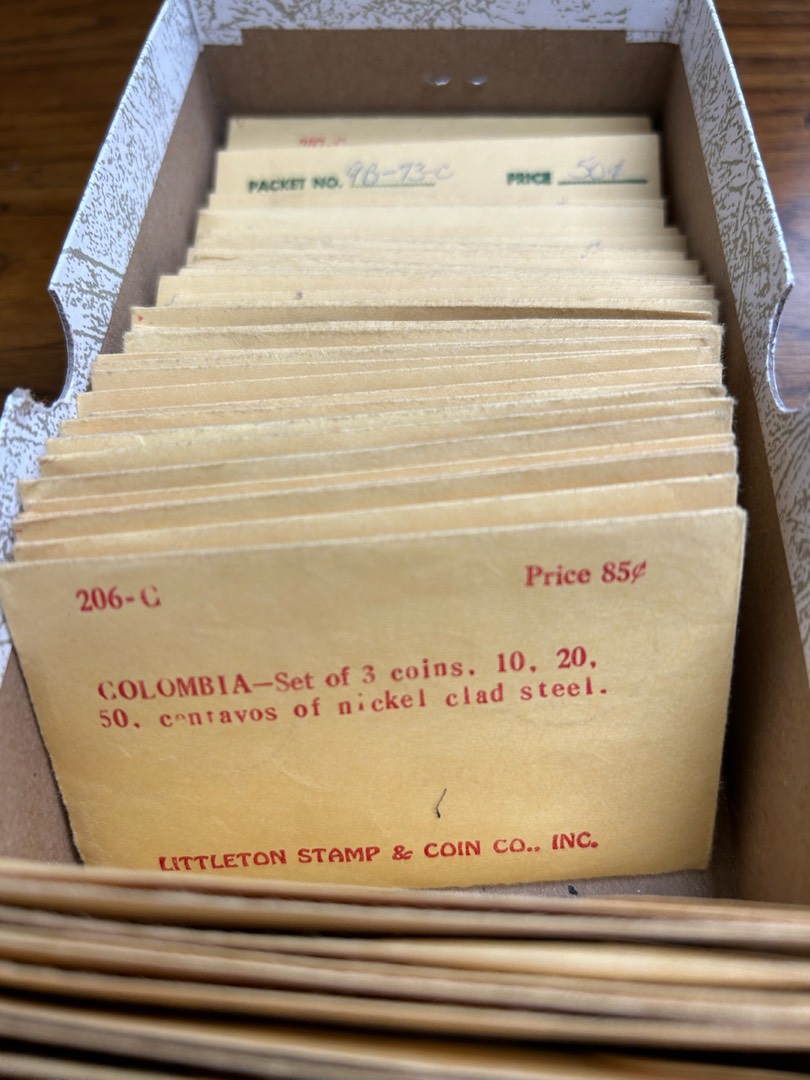 PACKET NO. 9B-73-C PRICE 50¢
206-C Price 85¢
COLOMBIA—Set of 3 coins. 10, 20,
50, centavos of nickel clad steel.
LITTLETON STAMP & COIN CO., INC.